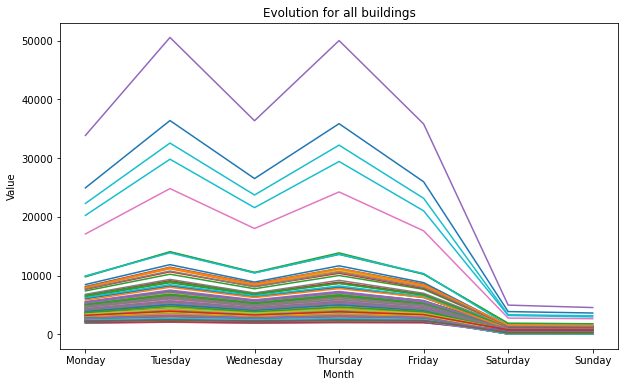 Evolution for all buildings
50000
40000
30000
20000
10000
0
Value
Monday Tuesday Wednesday Thursday Friday Saturday Sunday
Month